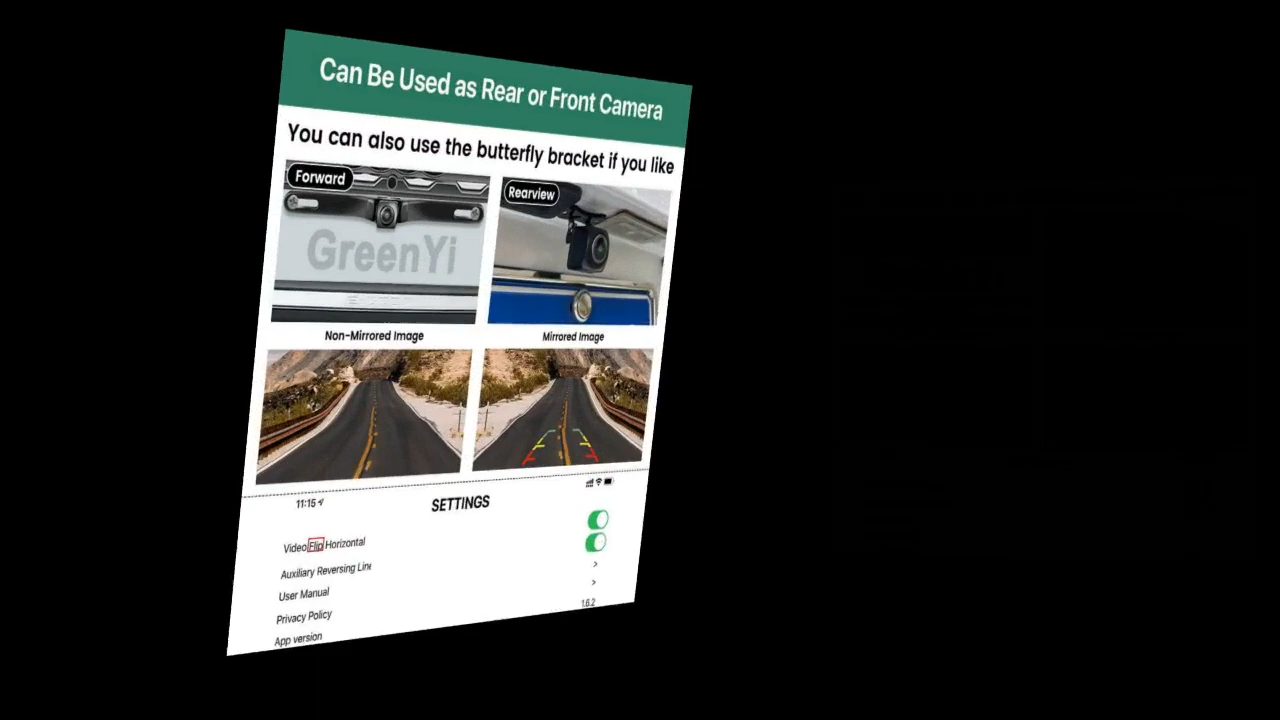 Can Be Used as Rear or Front Camera
You can also use the butterfly bracket if you like
Forward
Rearview
GreenYi
Non-Mirrored Image
Mirrored Image
11:15
SETTINGS
Video Flip Horizontal
Auxiliary Reversing Line
User Manual
Privacy Policy
App version
1.6.2